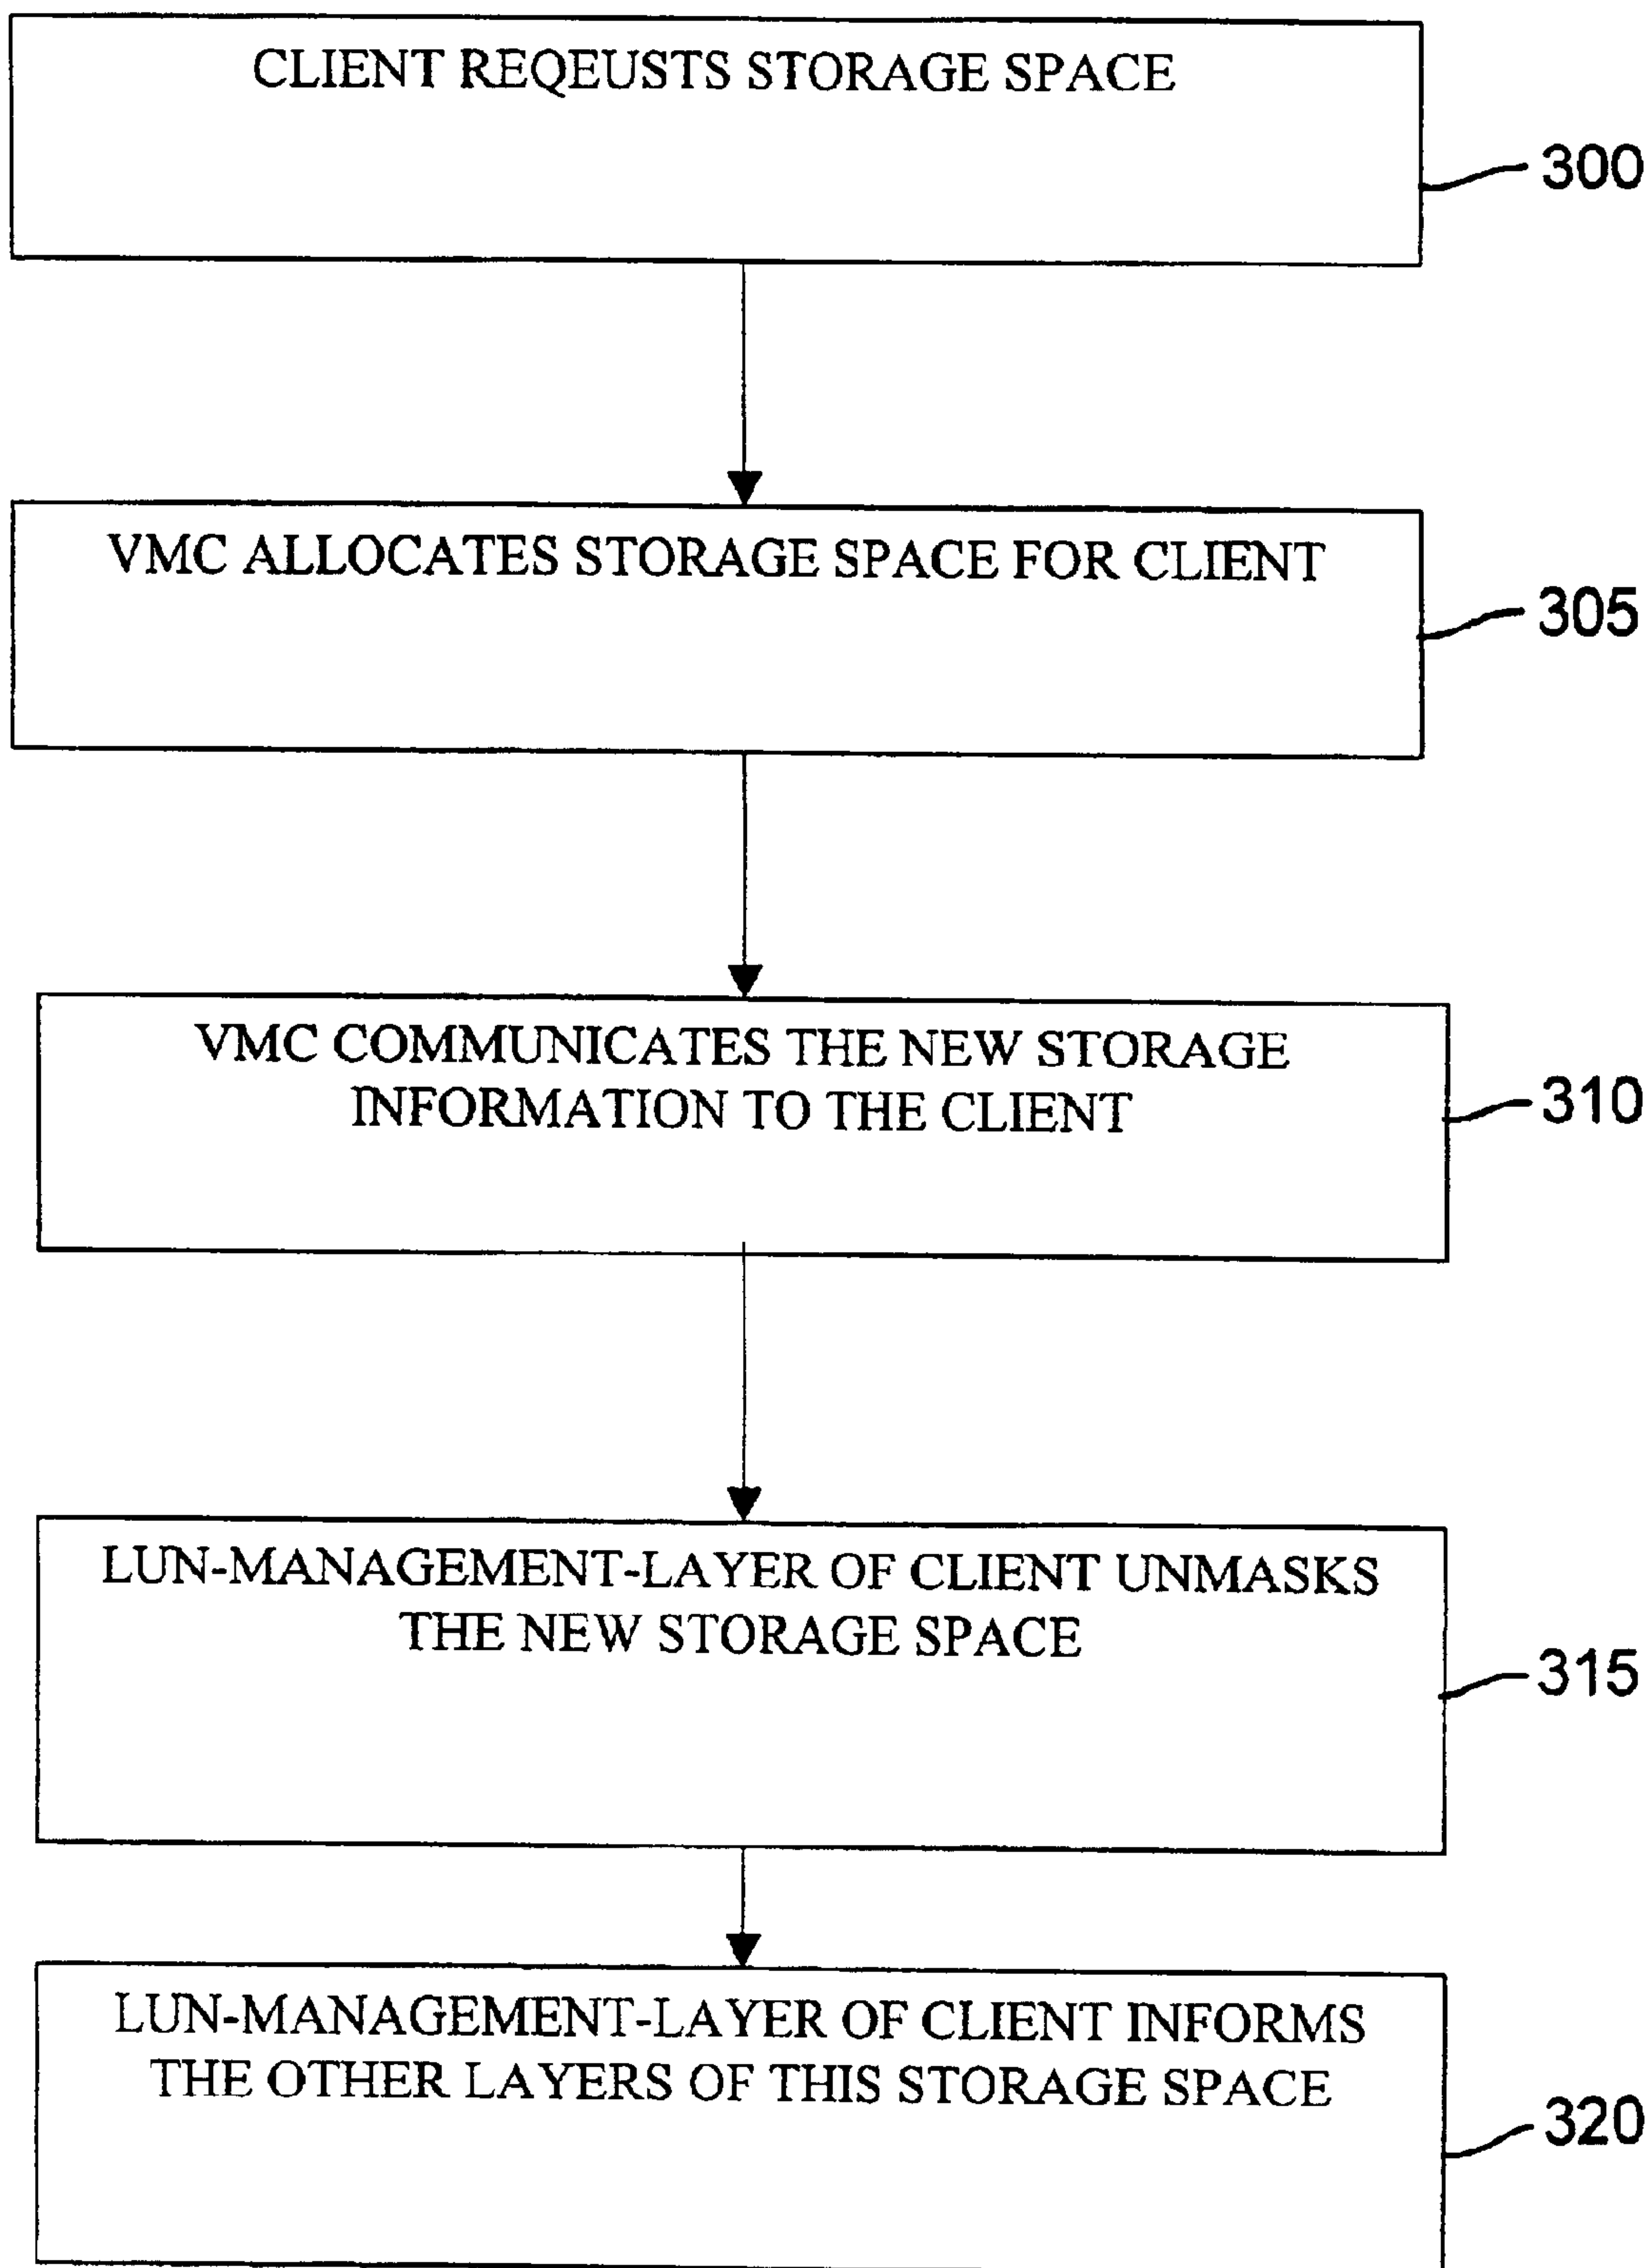 CLIENT REQEUSTS STORAGE SPACE
300
VMC ALLOCATES STORAGE SPACE FOR CLIENT
305
VMC COMMUNICATES THE NEW STORAGE
INFORMATION TO THE CLIENT
310
LUN-MANAGEMENT-LAYER OF CLIENT UNMASKS
THE NEW STORAGE SPACE
315
LUN-MANAGEMENT-LAYER OF CLIENT INFORMS
THE OTHER LAYERS OF THIS STORAGE SPACE
320